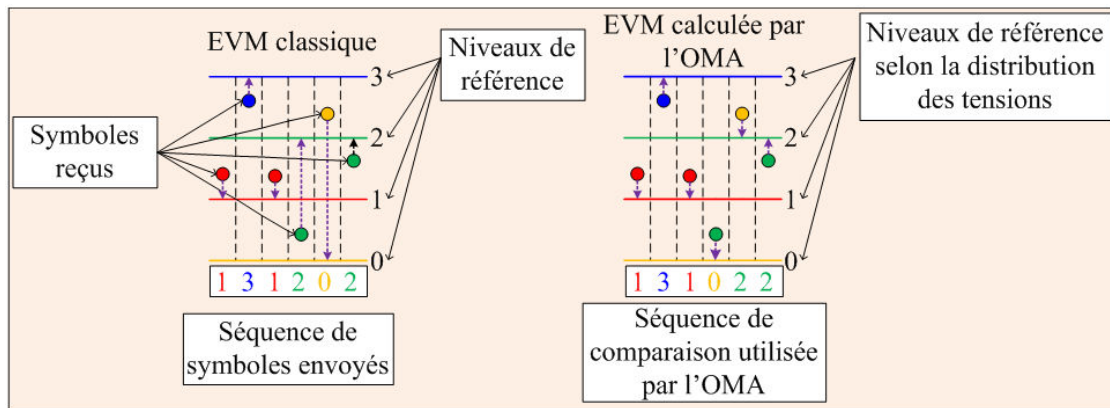 EVM classique
Niveaux de
référence
Symboles
reçus
3
2
1
0
1 3 1 2 0 2
Séquence de
symboles envoyés
EVM calculée par
l'OMA
Niveaux de référence
selon la distribution
des tensions
3
2
1
0
1 3 1 0 2 2
Séquence de
comparaison utilisée
par l'OMA